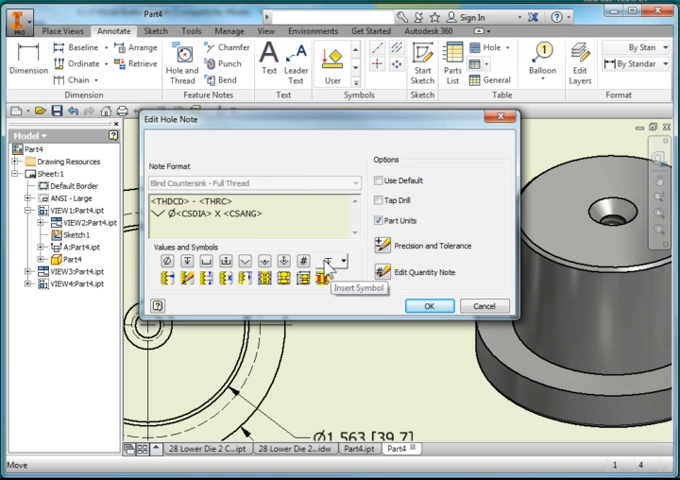 Part4
Sign In
PRO
Place Views
Annotate
Sketch
Tools
Manage
View
Environments
Autodesk 360
Dimension
Baseline
Ordinate
Chain
Arrange
Retrieve
Hole and
Thread
Chamfer
Punch
Bend
Text
Leader
Text
User
Start
Sketch
Parts
List
Hole
General
Balloon
Edit
Layers
By Stan
By Standar
Dimension
Feature Notes
Text
Symbols
Sketch
Table
Format
Model
Part4
Drawing Resources
Sheet:1
Default Border
ANSI - Large
VIEW1:Part4.ipt
VIEW2:Part4.ipt
Sketch1
A:Part4.ipt
Part4
VIEW3:Part4.ipt
VIEW4:Part4.ipt
Edit Hole Note
Note Format
Blind Countersink - Full Thread
<THDCD> - <THRC>
Ø<CSDIA> X <CSANG>
Values and Symbols
Options
Use Default
Tap Drill
Part Units
Precision and Tolerance
Edit Quantity Note
Insert Symbol
OK
Cancel
Ø1.563 [39.7]
28 Lower Die 2 C...ipt
28 Lower Die 2 ...idw
Part4.ipt
Part4
Move
1
4